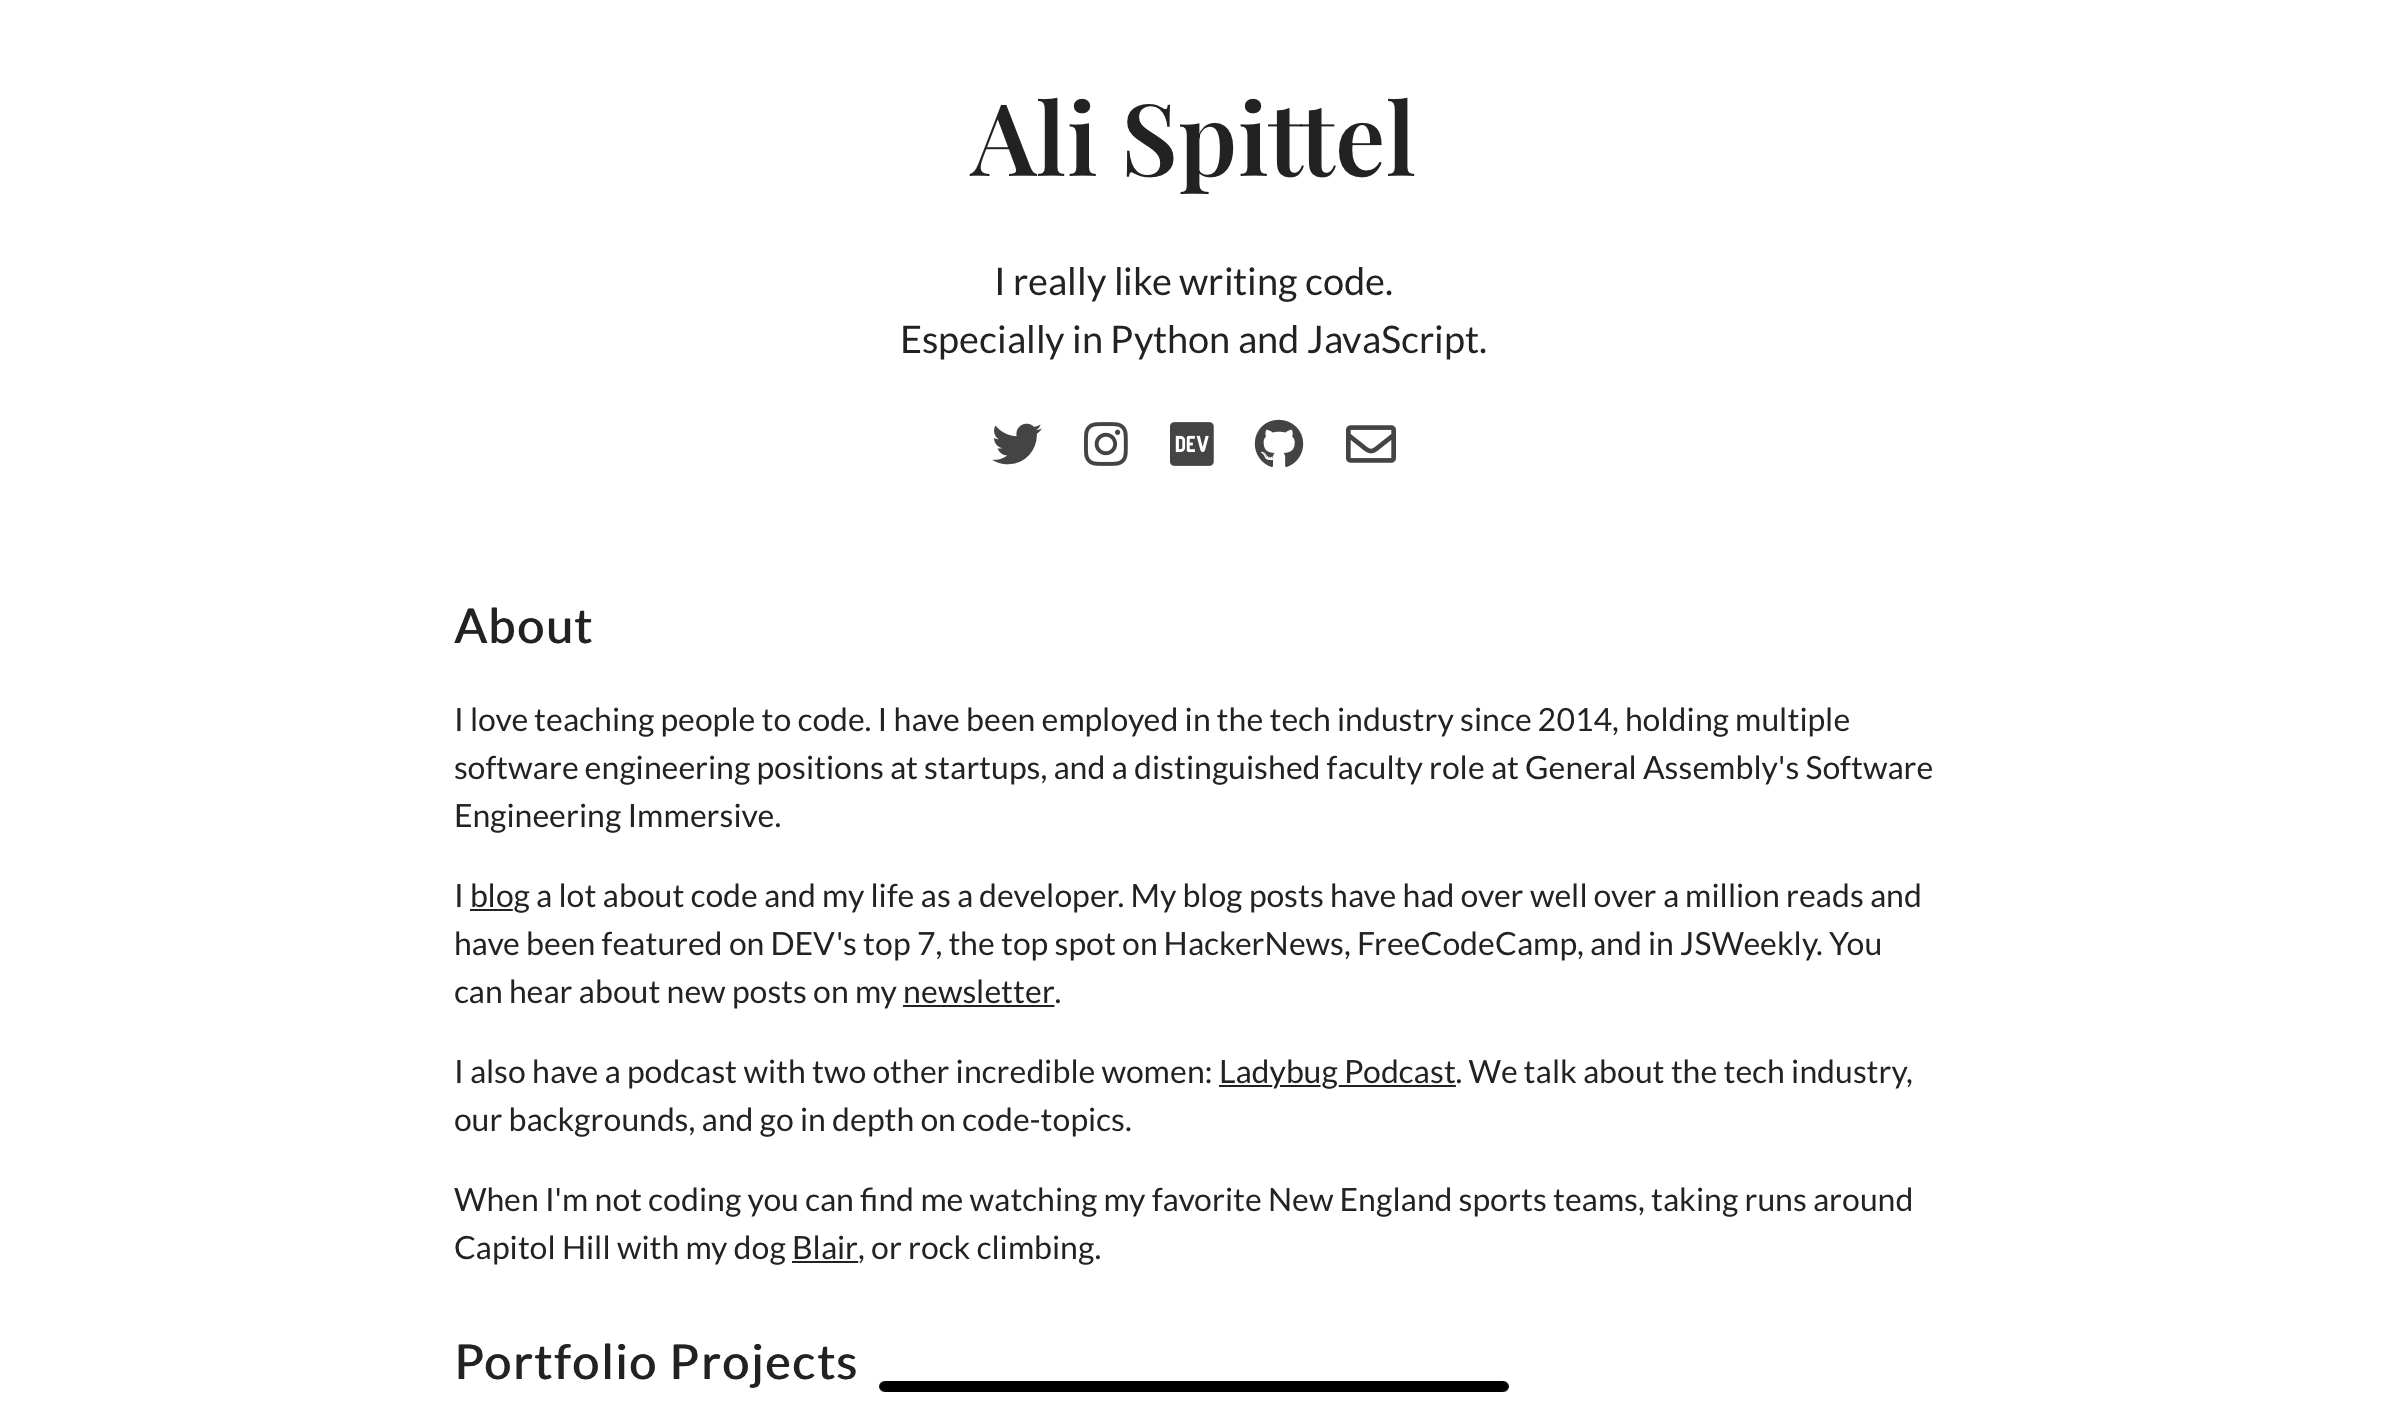 Ali Spittel
I really like writing code.
Especially in Python and JavaScript.
DEV
About
I love teaching people to code. I have been employed in the tech industry since 2014, holding multiple
software engineering positions at startups, and a distinguished faculty role at General Assembly's Software
Engineering Immersive.
I blog a lot about code and my life as a developer. My blog posts have had over well over a million reads and
have been featured on DEV's top 7, the top spot on HackerNews, FreeCodeCamp, and in JSWeekly. You
can hear about new posts on my newsletter.
I also have a podcast with two other incredible women: Ladybug Podcast. We talk about the tech industry,
our backgrounds, and go in depth on code-topics.
When I'm not coding you can find me watching my favorite New England sports teams, taking runs around
Capitol Hill with my dog Blair, or rock climbing.
Portfolio Projects